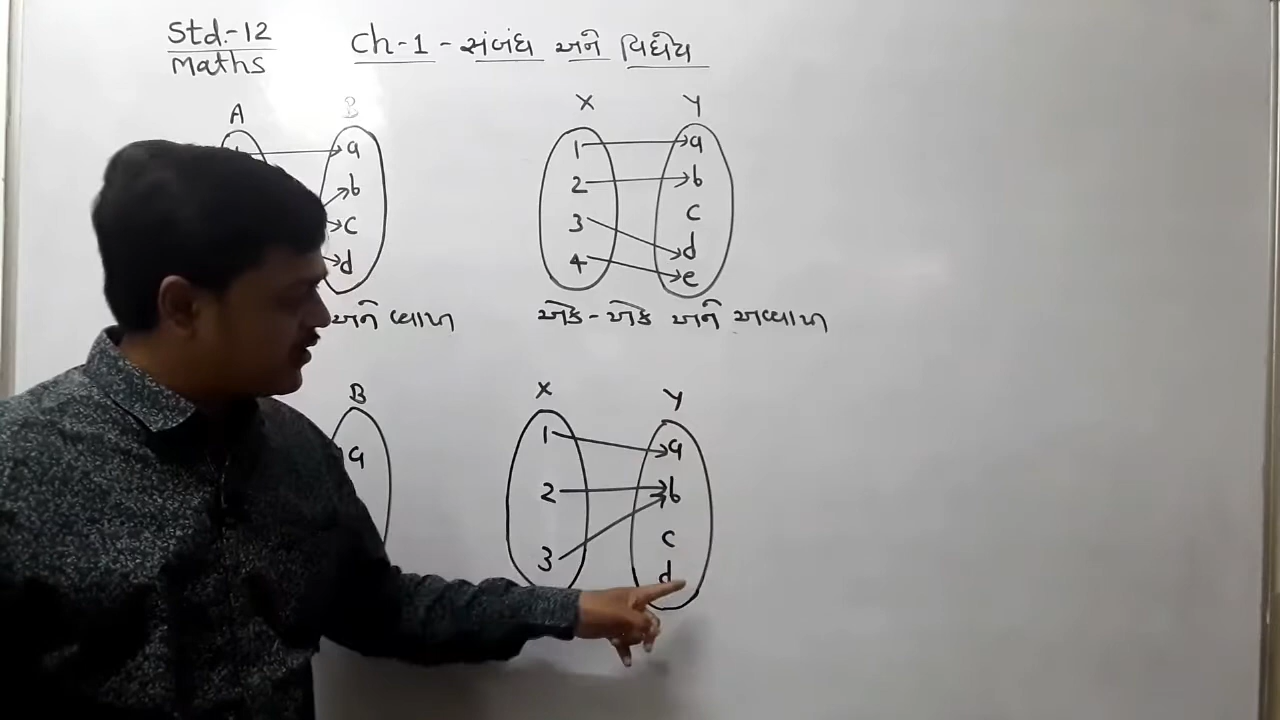 Std:-12
Maths
Ch-1 - સંબંધ અને વિધેય
A B
a
b
c
d
અને વ્યાપ્ત
X Y
1 a
2 b
3 c
4 d
e
એક-એક અને અવ્યાપ્ત
B
a
X Y
1 a
2 b
3 c
d